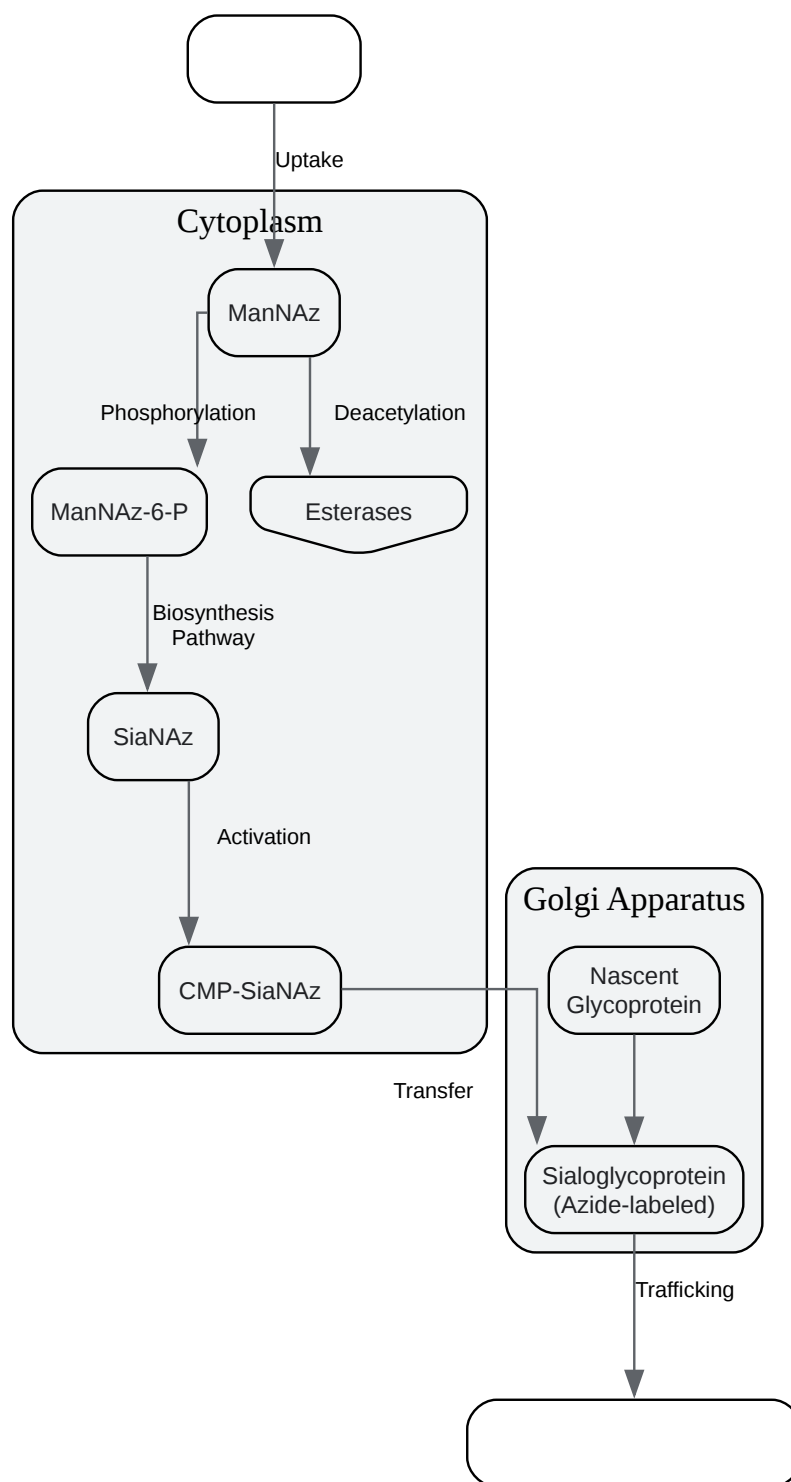 Uptake
Cytoplasm
ManNAz
Phosphorylation
Deacetylation
ManNAz-6-P
Esterases
Biosynthesis
Pathway
SiaNAz
Activation
Golgi Apparatus
Nascent
Glycoprotein
CMP-SiaNAz
Transfer
Sialoglycoprotein
(Azide-labeled)
Trafficking